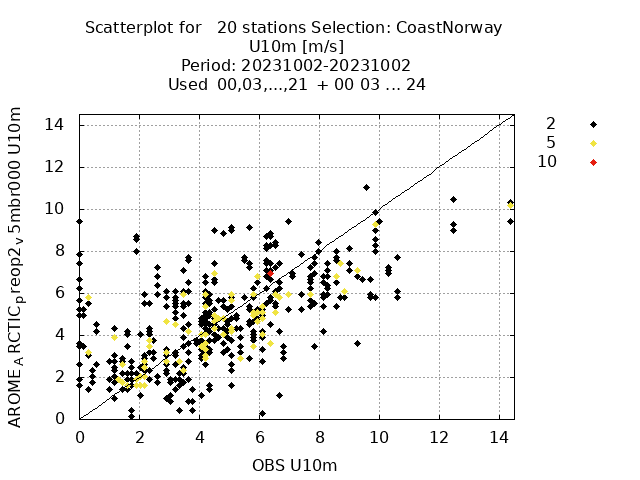 Scatterplot for   20 stations Selection: CoastNorway
U10m [m/s]
Period: 20231002-20231002
Used  00,03,...,21  + 00 03 ... 24
AROME_ARCTIC_preop2_v5mbr000 U10m
14
12
10
8
6
4
2
0
0 2 4 6 8 10 12 14
OBS U10m
2
5
10